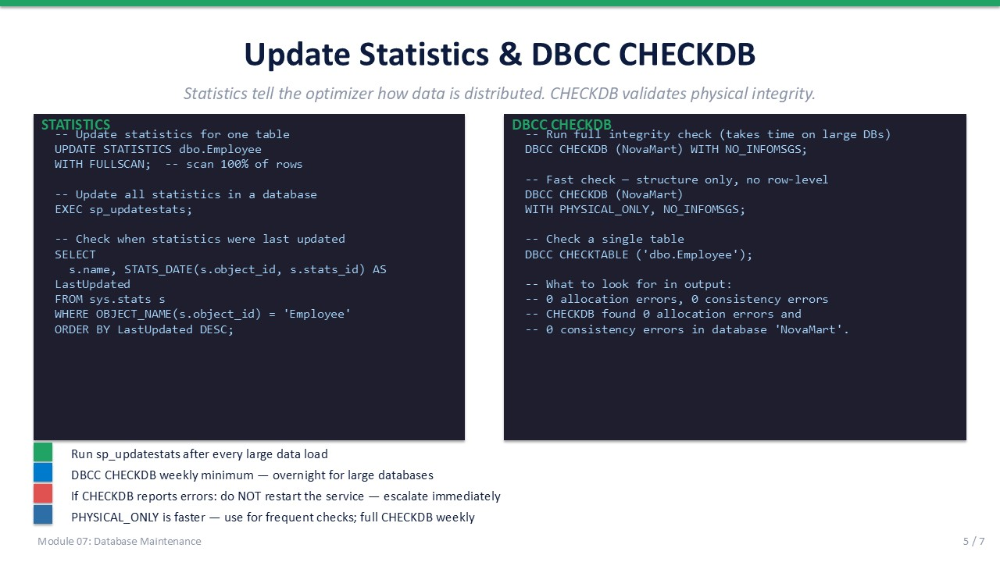 Update Statistics & DBCC CHECKDB
Statistics tell the optimizer how data is distributed. CHECKDB validates physical integrity.
STATISTICS
-- Update statistics for one table
UPDATE STATISTICS dbo.Employee
WITH FULLSCAN;  -- scan 100% of rows
-- Update all statistics in a database
EXEC sp_updatestats;
-- Check when statistics were last updated
SELECT
  s.name, STATS_DATE(s.object_id, s.stats_id) AS
LastUpdated
FROM sys.stats s
WHERE OBJECT_NAME(s.object_id) = 'Employee'
ORDER BY LastUpdated DESC;
DBCC CHECKDB
-- Run full integrity check (takes time on large DBs)
DBCC CHECKDB (NovaMart) WITH NO_INFOMSGS;
-- Fast check — structure only, no row-level
DBCC CHECKDB (NovaMart)
WITH PHYSICAL_ONLY, NO_INFOMSGS;
-- Check a single table
DBCC CHECKTABLE ('dbo.Employee');
-- What to look for in output:
-- 0 allocation errors, 0 consistency errors
-- CHECKDB found 0 allocation errors and
-- 0 consistency errors in database 'NovaMart'.
Run sp_updatestats after every large data load
DBCC CHECKDB weekly minimum — overnight for large databases
If CHECKDB reports errors: do NOT restart the service — escalate immediately
PHYSICAL_ONLY is faster — use for frequent checks; full CHECKDB weekly
Module 07: Database Maintenance
5 / 7